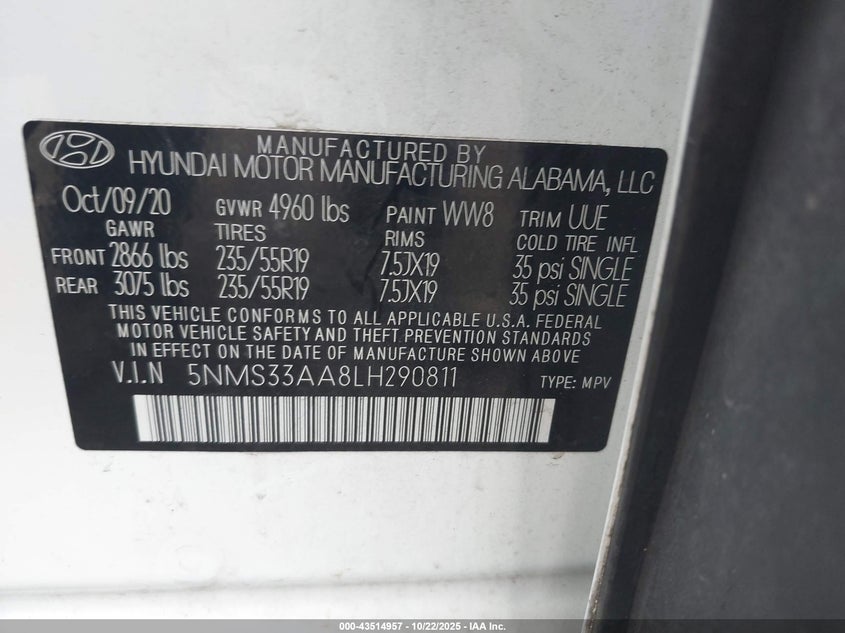 MANUFACTURED BY
HYUNDAI MOTOR MANUFACTURING ALABAMA, LLC
Oct/09/20 GVWR 4960 lbs PAINT WW8 TRIM UUE
GAWR TIRES RIMS COLD TIRE INFL
FRONT 2866 lbs 235/55R19 7.5JX19 35 psi SINGLE
REAR 3075 lbs 235/55R19 7.5JX19 35 psi SINGLE
THIS VEHICLE CONFORMS TO ALL APPLICABLE U.S.A. FEDERAL
MOTOR VEHICLE SAFETY AND THEFT PREVENTION STANDARDS
IN EFFECT ON THE DATE OF MANUFACTURE SHOWN ABOVE
V.I.N 5NMS33AA8LH290811 TYPE: MPV
000-43514957 - 10/22/2025 - IAA Inc.